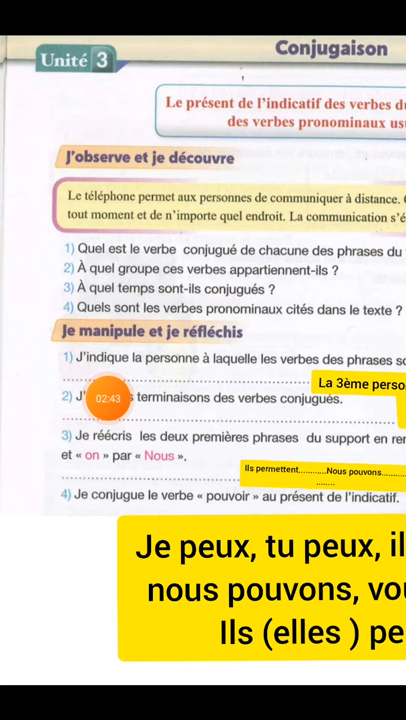 Conjugaison
Unité 3
Le présent de l'indicatif des verbes
des verbes pronominaux
J'observe et je découvre
Le téléphone permet aux personnes de communiquer à distance.
tout moment et de n'importe quel endroit. La communication
1) Quel est le verbe conjugué de chacune des phrases du
2) À quel groupe ces verbes appartiennent-ils ?
3) À quel temps sont-ils conjugués ?
4) Quels sont les verbes pronominaux cités dans le texte ?
Je manipule et je réfléchis
1) J'indique la personne à laquelle les verbes des phrases
La 3ème
02:43
2) terminaisons des verbes conjugués.
3) Je réécris les deux premières phrases du support en
et « on » par « Nous ».
Ils permettent............Nous pouvons..........
........
4) Je conjugue le verbe « pouvoir » au présent de l'indicatif.
Je peux, tu peux,
nous pouvons,
Ils (elles )